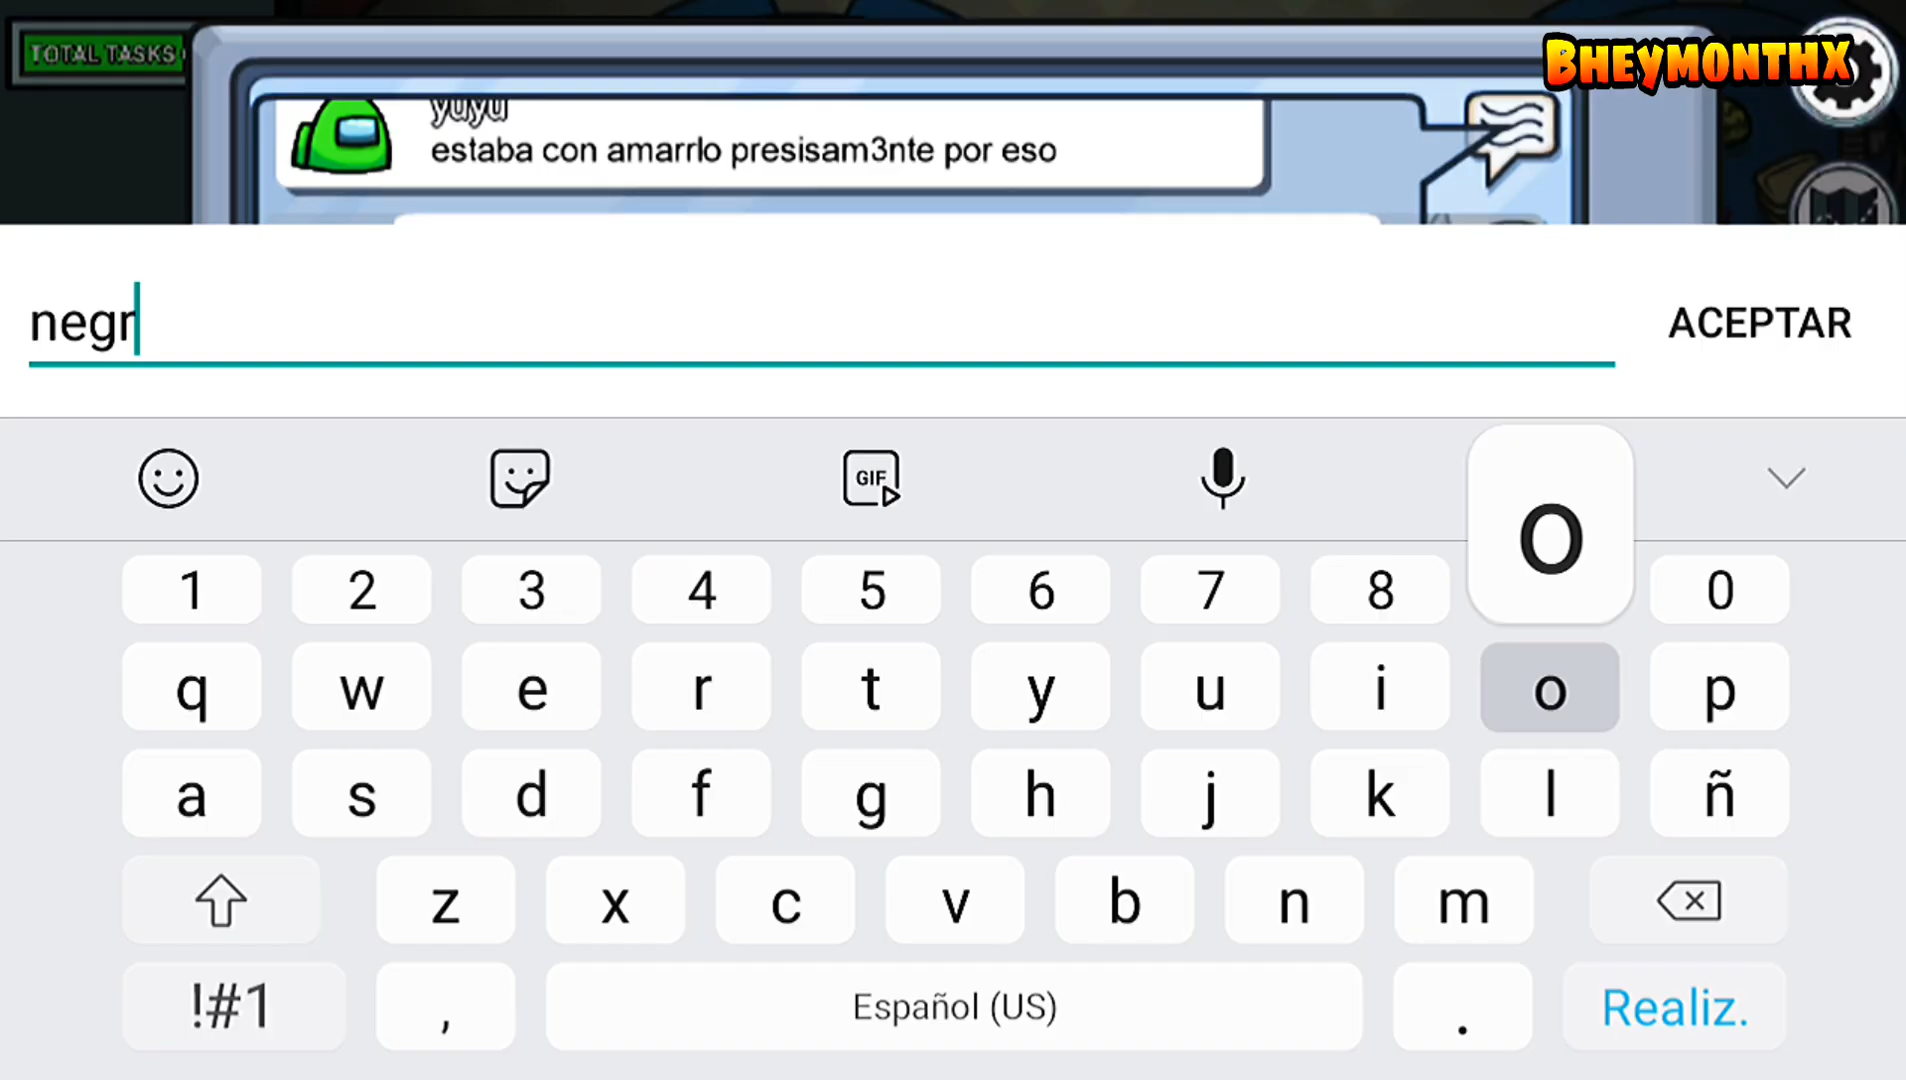 TOTAL TASKS
BHEYMONTHX
yuyu
estaba con amarrlo presisam3nte por eso
negr
ACEPTAR
GIF
o
1 2 3 4 5 6 7 8 0
q w e r t y u i o p
a s d f g h j k l ñ
z x c v b n m
!#1 , Español (US) . Realiz.